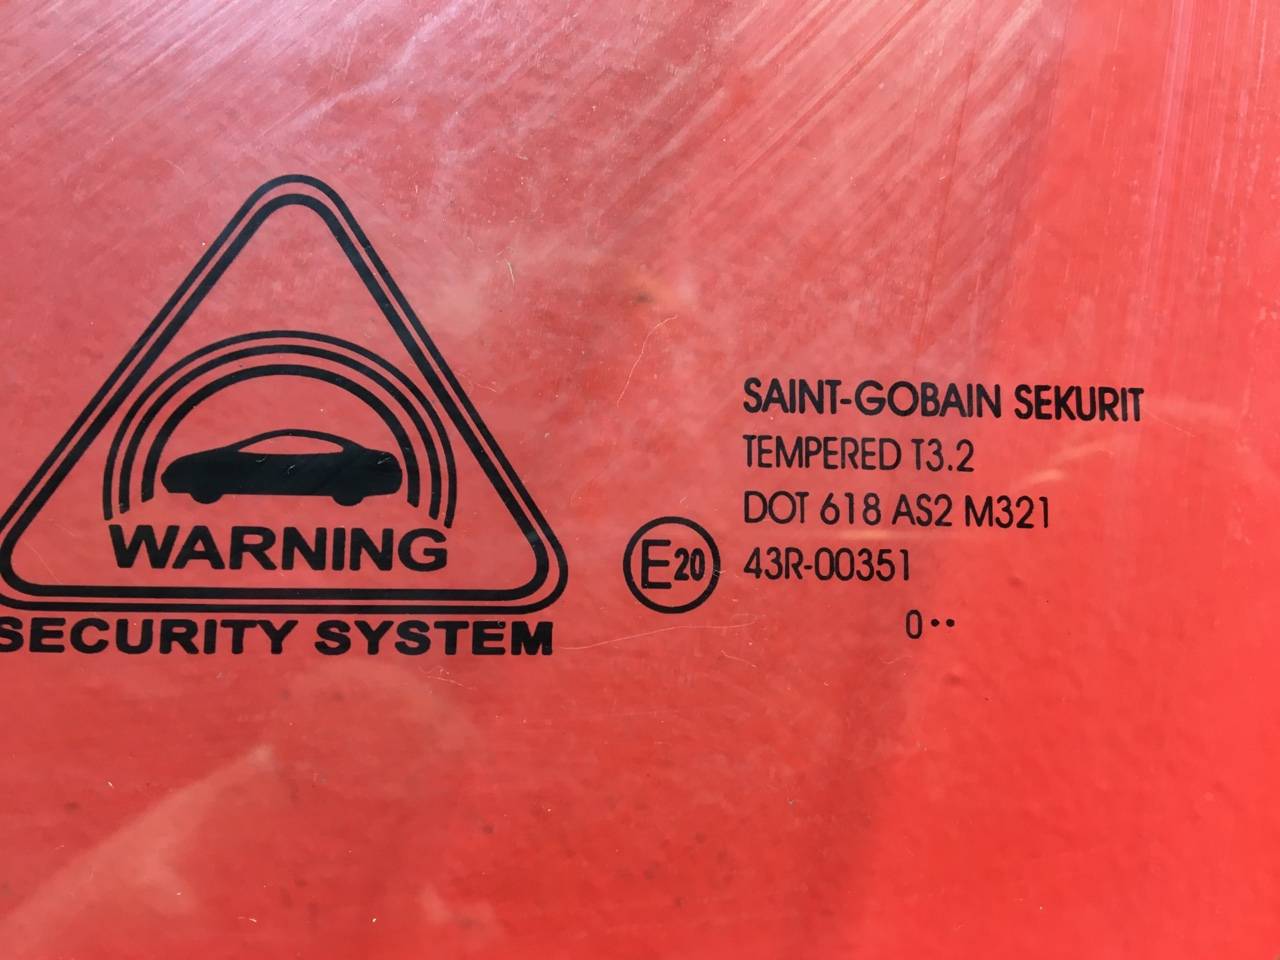 WARNING
SECURITY SYSTEM
SAINT-GOBAIN SEKURIT
TEMPERED T3.2
DOT 618 AS2 M321
E20 43R-00351
0••